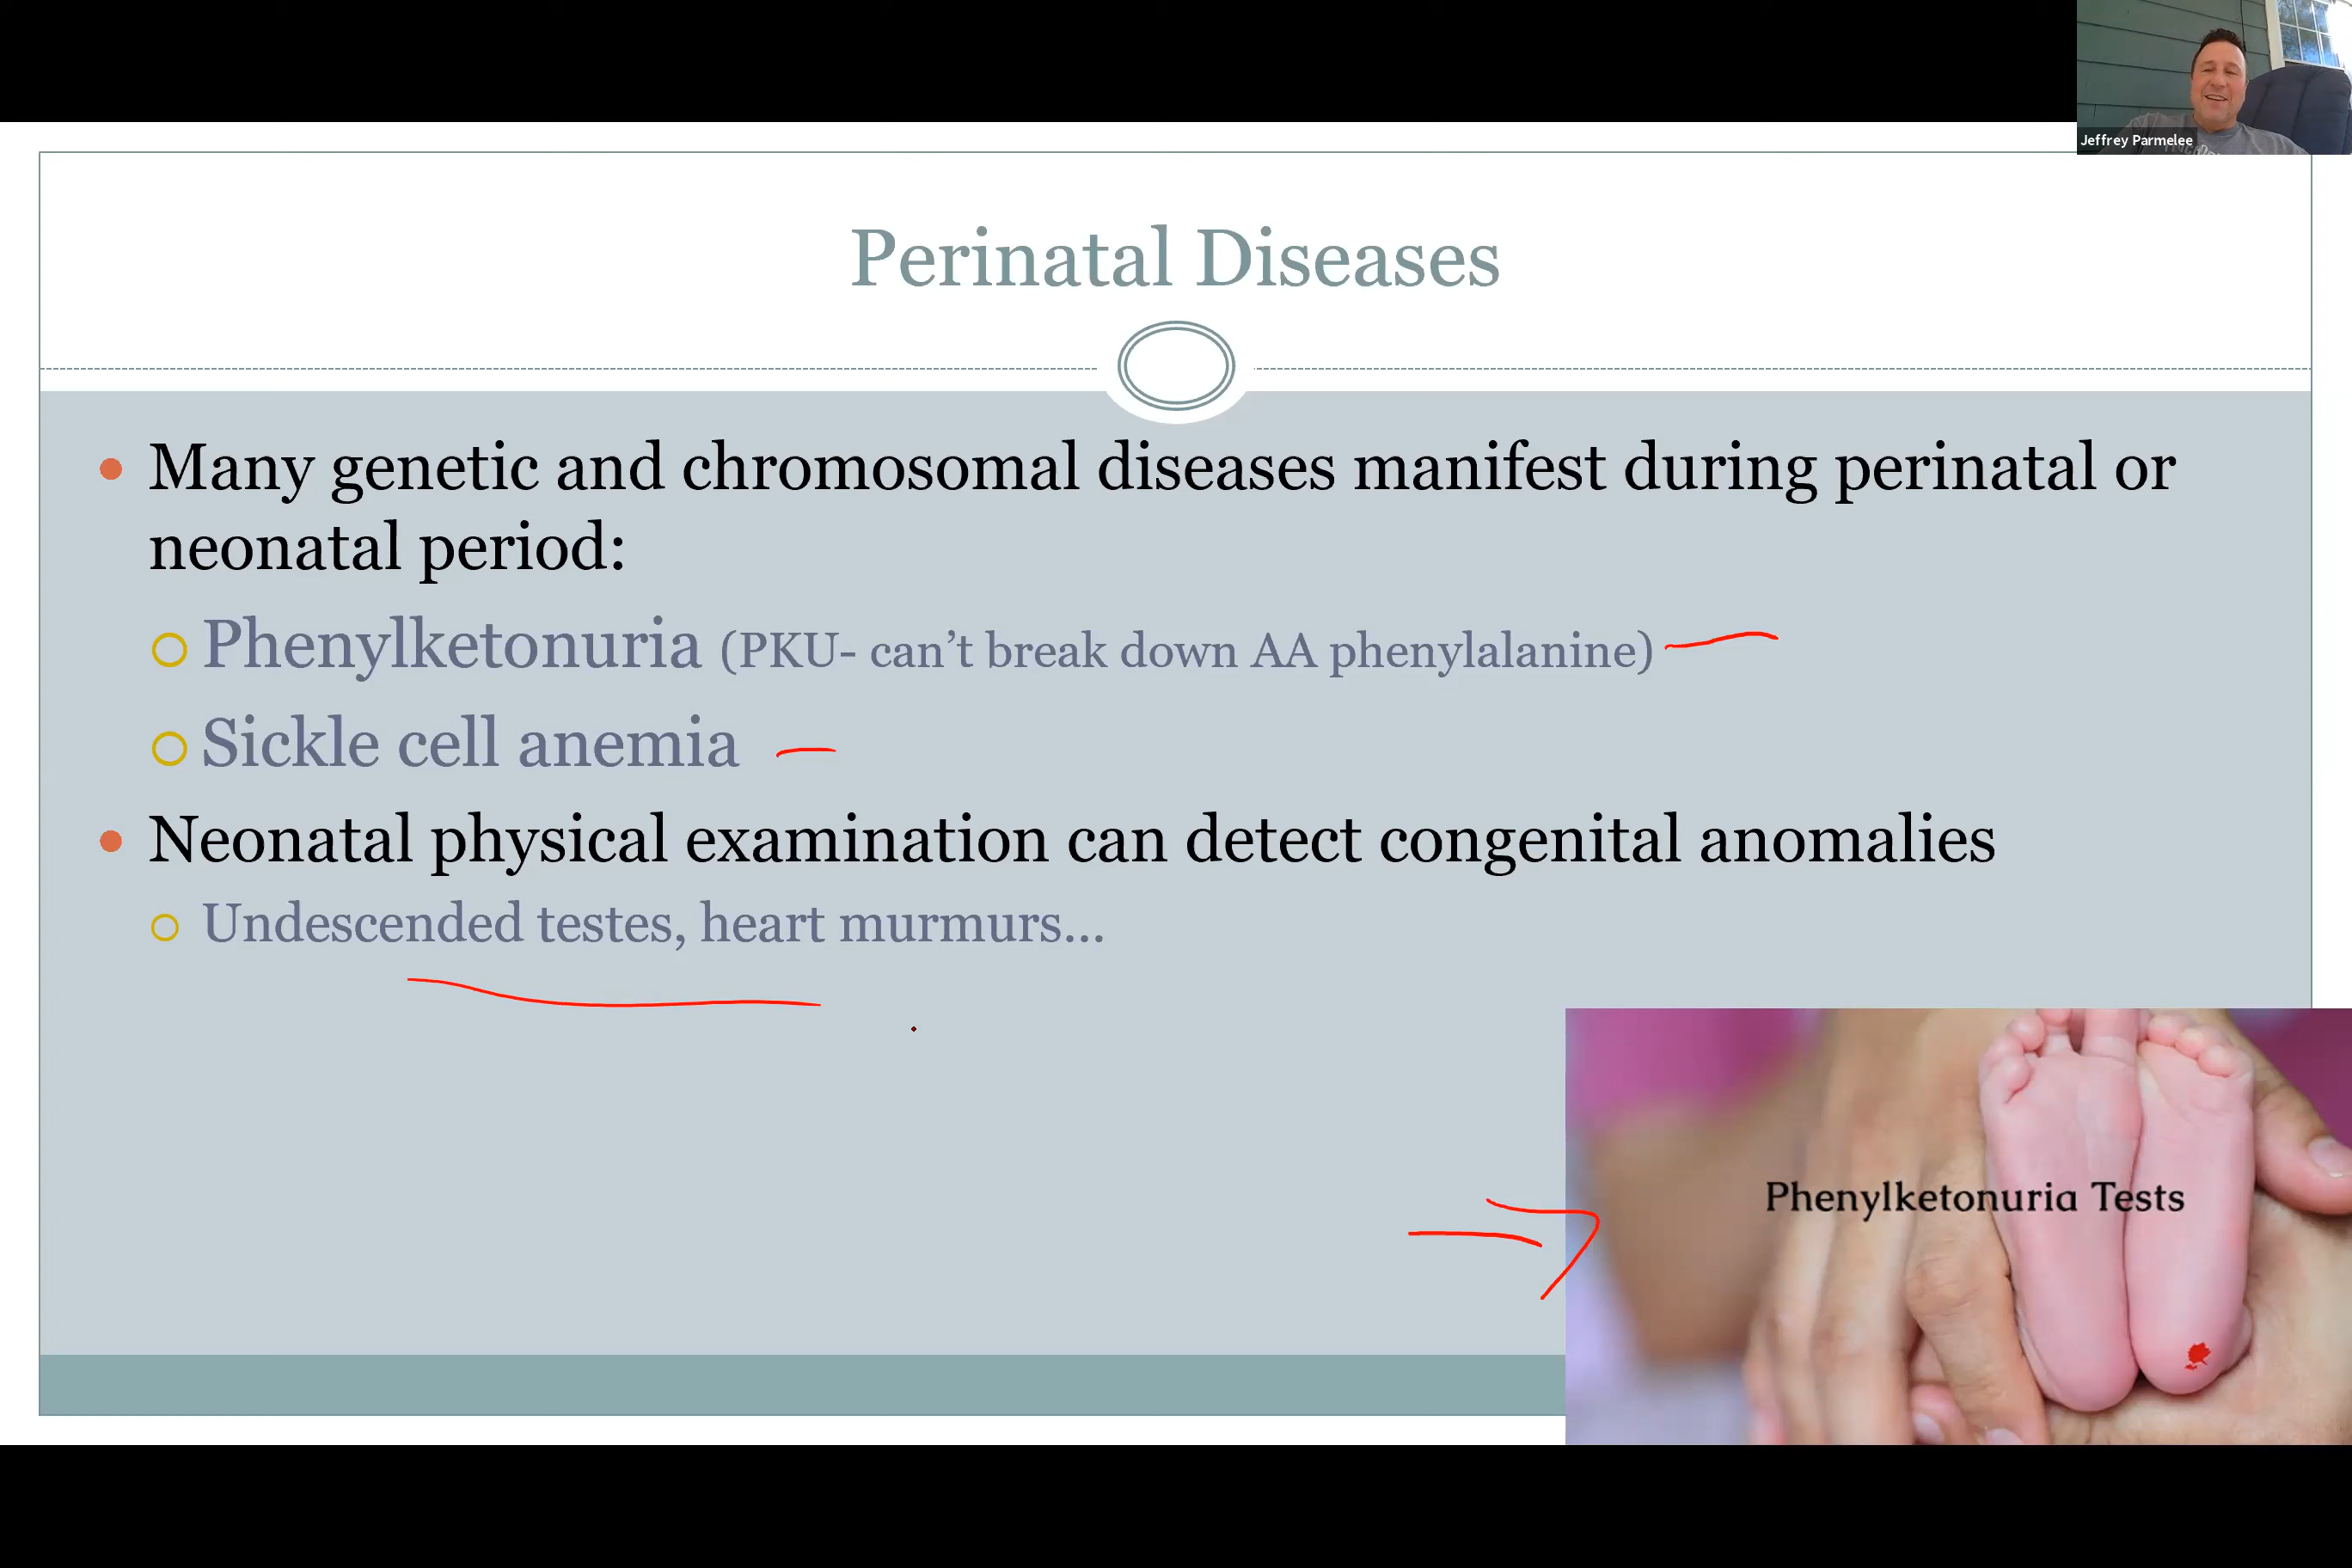 Jeffrey Parmelee
Perinatal Diseases
Many genetic and chromosomal diseases manifest during perinatal or
neonatal period:
Phenylketonuria (PKU- can't break down AA phenylalanine)
Sickle cell anemia
Neonatal physical examination can detect congenital anomalies
Undescended testes, heart murmurs...
Phenylketonuria Tests